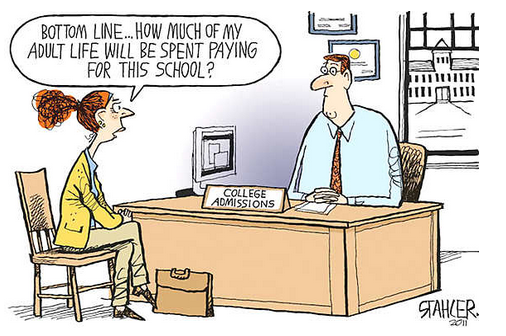 BOTTOM LINE...HOW MUCH OF MY
ADULT LIFE WILL BE SPENT PAYING
FOR THIS SCHOOL?
COLLEGE
ADMISSIONS
STAHLER.
2011